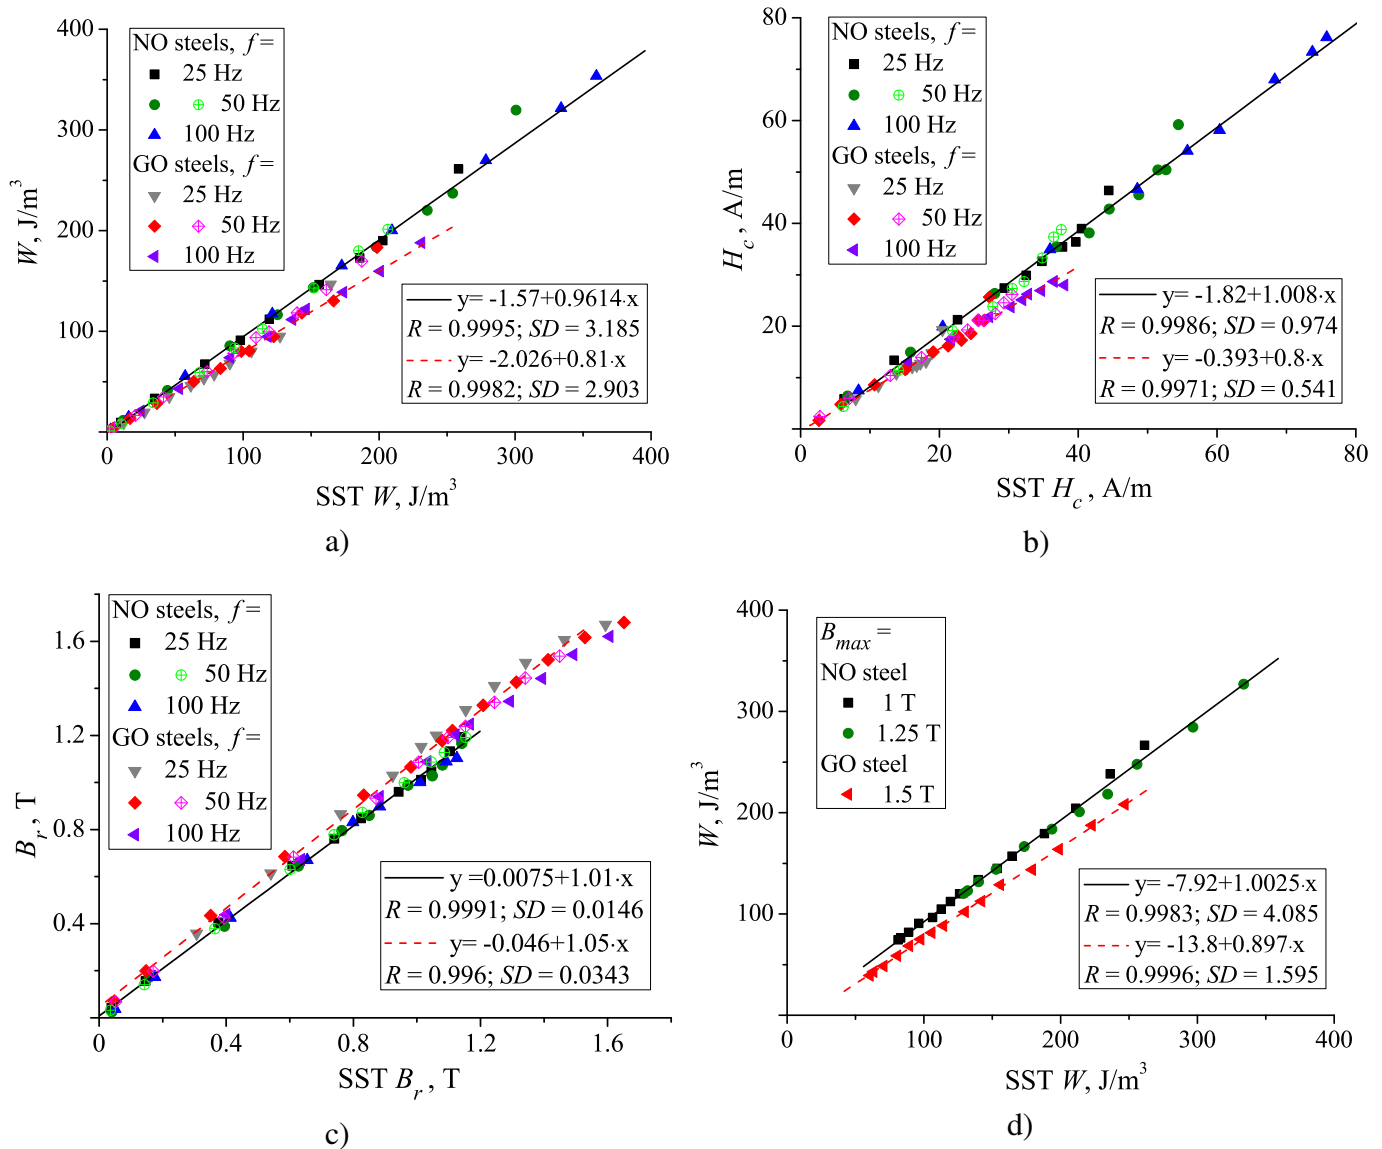 400
300
200
100
W, J/m³
NO steels, f =
25 Hz
50 Hz
100 Hz
GO steels, f =
25 Hz
50 Hz
100 Hz
y= -1.57+0.9614·x
R = 0.9995; SD = 3.185
y= -2.026+0.81·x
R = 0.9982; SD = 2.903
0 100 200 300 400
SST W, J/m³
a)
80
60
40
20
H_c, A/m
NO steels, f =
25 Hz
50 Hz
100 Hz
GO steels, f =
25 Hz
50 Hz
100 Hz
y= -1.82+1.008·x
R = 0.9986; SD = 0.974
y= -0.393+0.8·x
R = 0.9971; SD = 0.541
20 40 60 80
SST H_c , A/m
b)
1.6
1.2
0.8
0.4
B_r, T
NO steels, f =
25 Hz
50 Hz
100 Hz
GO steels, f =
25 Hz
50 Hz
100 Hz
y =0.0075+1.01·x
R = 0.9991; SD = 0.0146
y= -0.046+1.05·x
R = 0.996; SD = 0.0343
0 0.4 0.8 1.2 1.6
SST B_r , T
c)
400
300
200
100
W, J/m³
B_max =
NO steel
1 T
1.25 T
GO steel
1.5 T
y= -7.92+1.0025·x
R = 0.9983; SD = 4.085
y= -13.8+0.897·x
R = 0.9996; SD = 1.595
0 100 200 300 400
SST W, J/m³
d)